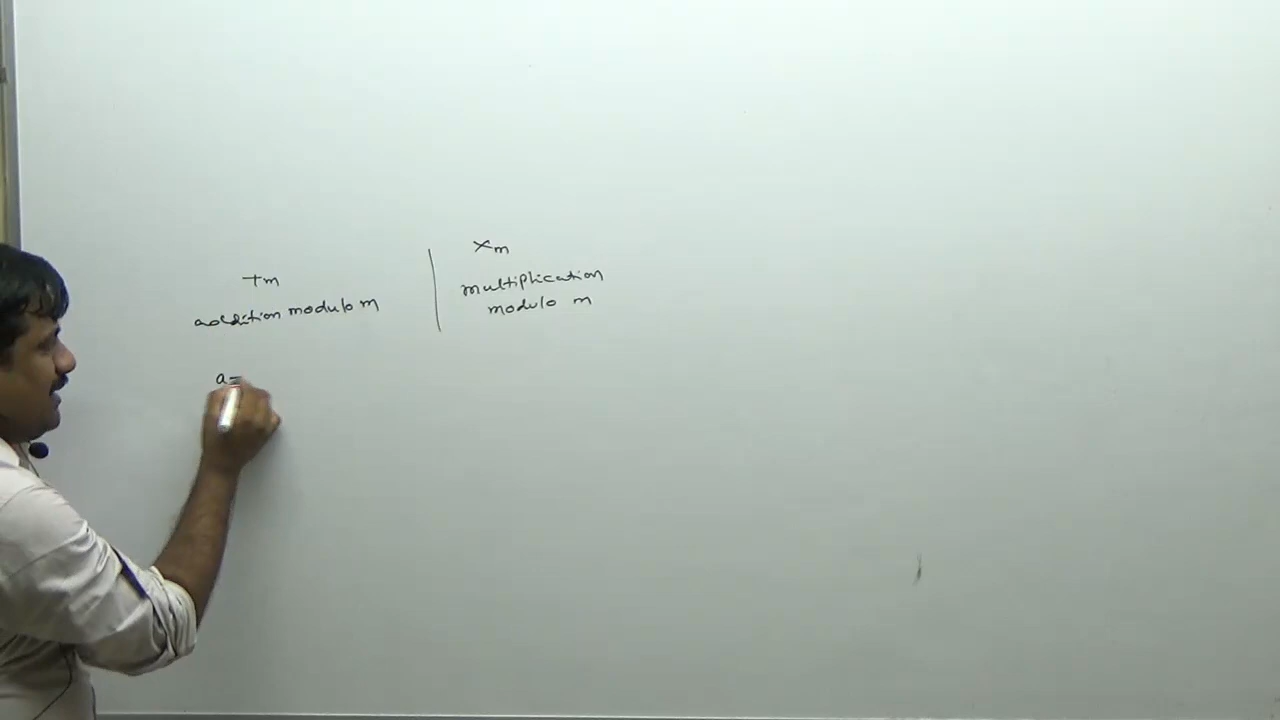 +m
addition modulo m
×m
multiplication
modulo m
a